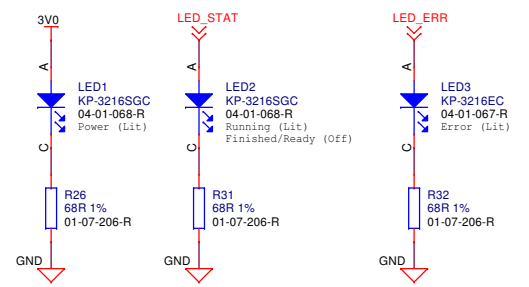 3V0
A
LED1
KP-3216SGC
04-01-068-R
Power (Lit)
C
R26
68R 1%
01-07-206-R
GND
LED_STAT
A
LED2
KP-3216SGC
04-01-068-R
Running (Lit)
Finished/Ready (Off)
C
R31
68R 1%
01-07-206-R
GND
LED_ERR
A
LED3
KP-3216EC
04-01-067-R
Error (Lit)
C
R32
68R 1%
01-07-206-R
GND